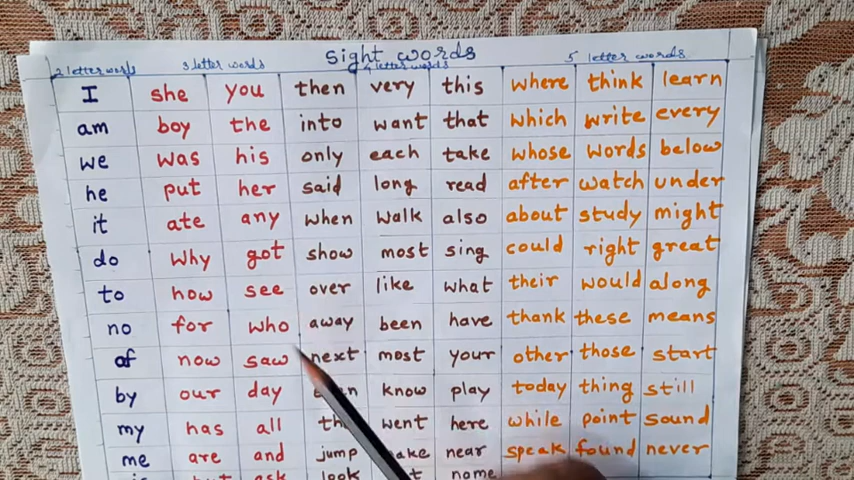 Sight words
2 letter words 3 letter words 4 letter words 5 letter words
I she you then very this where think learn
am boy the into want that which write every
we was his only each take whose words below
he put her said long read after watch under
it ate any when walk also about study might
do why got show most sing could right great
to how see over like what their would along
no for who away been have thank these means
of now saw next most your other those start
by our day know play today thing still
my has all went here while point sound
me are and jump near speak found never
ask look name